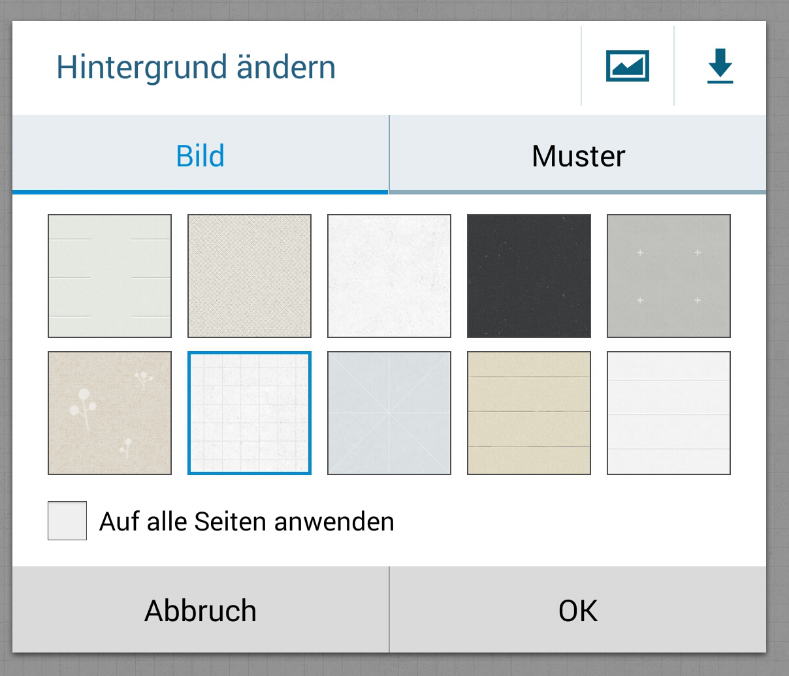 Hintergrund ändern
Bild
Muster
Auf alle Seiten anwenden
Abbruch
OK